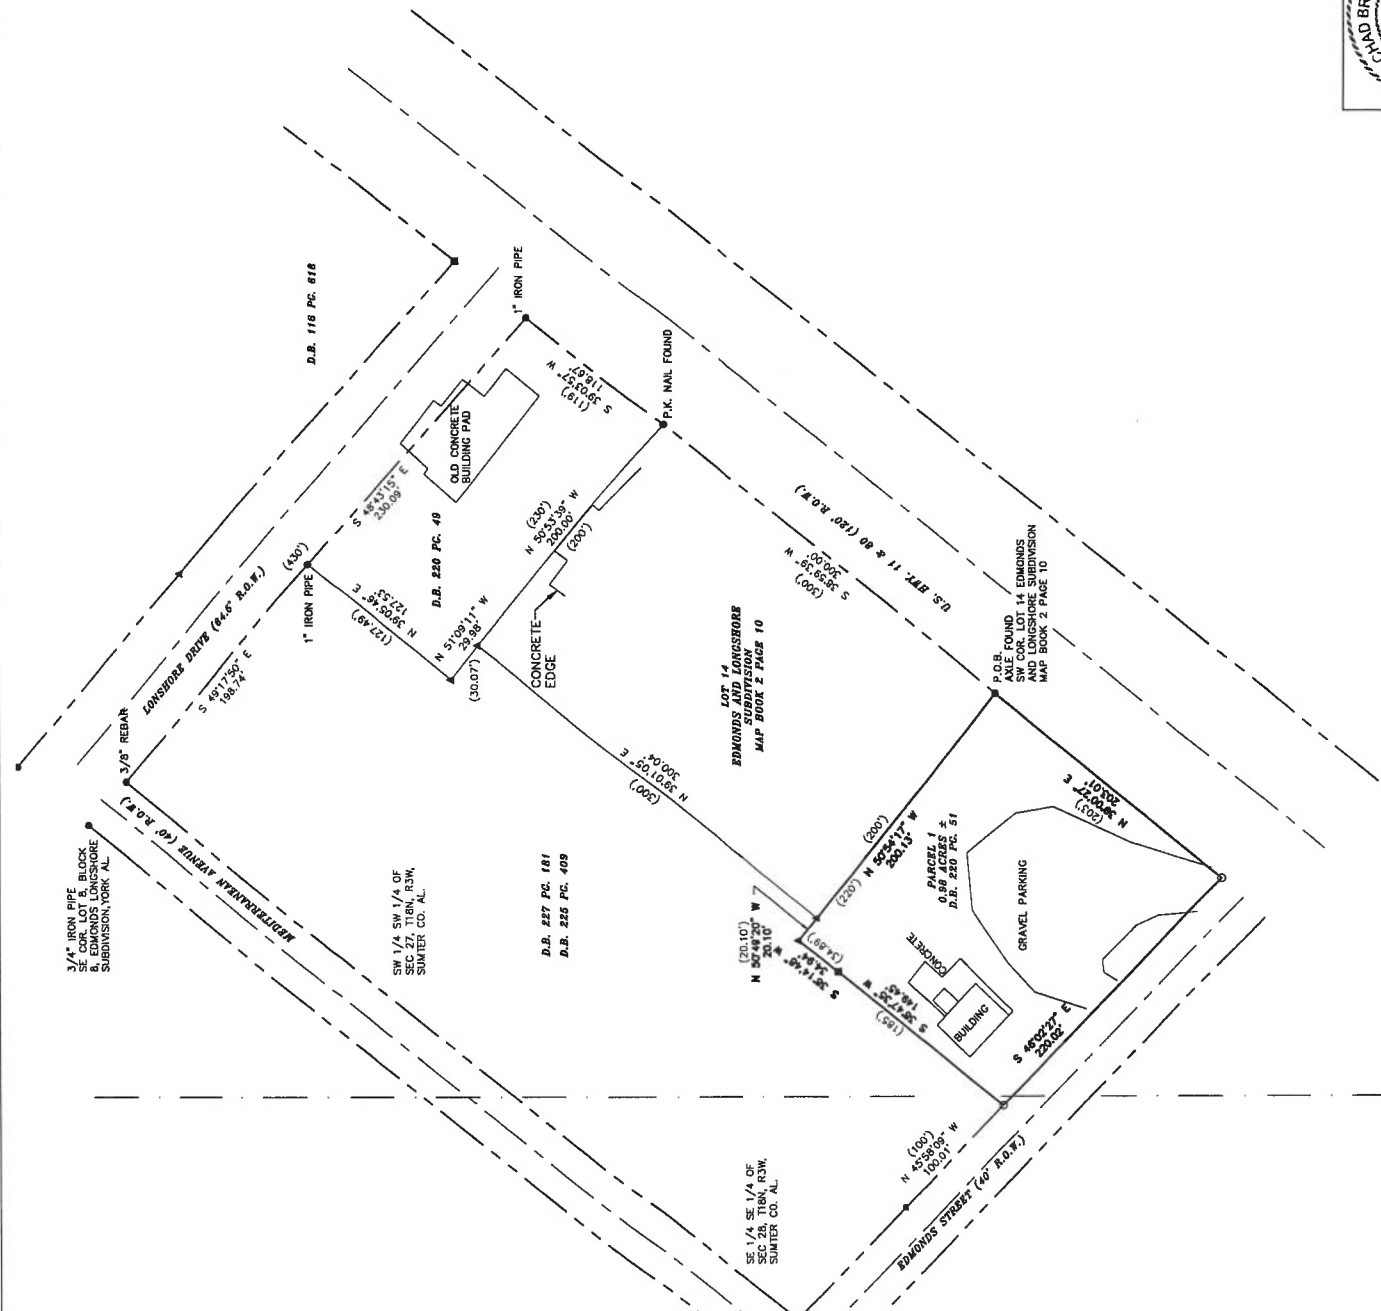 CHAD BR
D.B. 116 PG. 618
1" IRON PIPE
P.K. NAIL FOUND
S 39°03'57" W
118.67'
(119')
OLD CONCRETE
BUILDING PAD
S 48°43'15" E
230.09'
D.B. 220 PG. 49
(230')
N 50°53'39" W
200.00'
(200')
(430')
1" IRON PIPE
N 39°05'46" E
127.53'
(127.49')
N 51°09'11" W
29.98'
(30.07')
CONCRETE
EDGE
LONSHORE DRIVE (64.6' R.O.W.)
S 49°17'50" E
198.74'
3/8" REBAR
3/4" IRON PIPE
SE COR. LOT 8, BLOCK
8, EDMONDS LONGSHORE
SUBDIVISION,YORK AL.
MEDITERRANEAN AVENUE (40' R.O.W.)
SW 1/4 SW 1/4 OF
SEC 27, T18N, R3W,
SUMTER CO. AL.
D.B. 227 PG. 181
D.B. 225 PG. 409
N 39°01'05" E
300.04'
(300')
LOT 14
EDMONDS AND LONGSHORE
SUBDIVISION
MAP BOOK 2 PAGE 10
S 38°59'39" W
300.00'
(300')
U.S. HWY. 11 & 80 (120' R.O.W.)
P.O.B.
AXLE FOUND
SW COR. LOT 14 EDMONDS
AND LONGSHORE SUBDIVISION
MAP BOOK 2 PAGE 10
(200')
N 50°54'17" W
200.13'
(220')
(20.10')
N 50°49'20" W
20.10'
S 38°14'48" W
34.94'
(34.89')
S 38°47'35" W
149.45'
(185')
PARCEL 1
0.98 ACRES ±
D.B. 220 PG. 51
N 39°00'27" E
203.01'
(203')
GRAVEL PARKING
CONCRETE
BUILDING
S 46°02'27" E
220.02'
(100')
N 45°58'09" W
100.01'
EDMONDS STREET (40' R.O.W.)
SE 1/4 SE 1/4 OF
SEC 28, T18N, R3W,
SUMTER CO. AL.